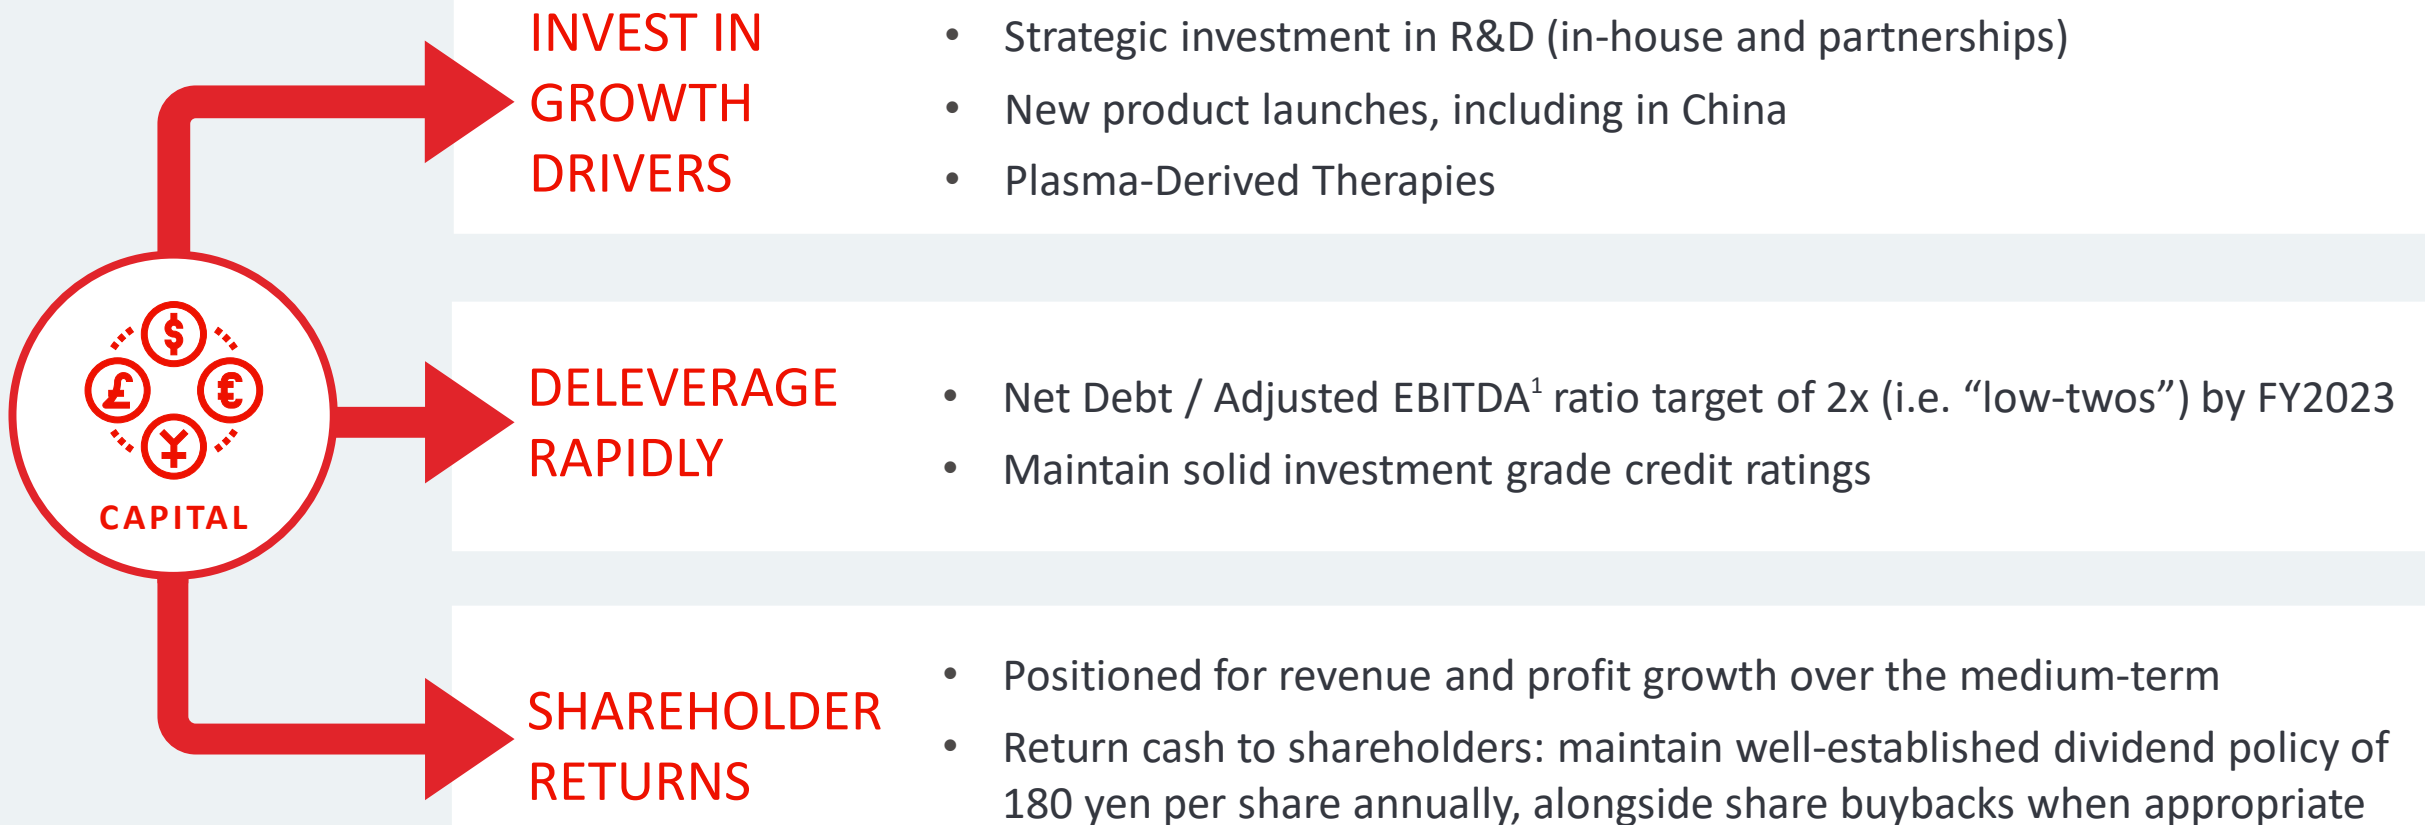 INVEST IN
GROWTH
DRIVERS
• Strategic investment in R&D (in-house and partnerships)
• New product launches, including in China
• Plasma-Derived Therapies
$
£
€
¥
CAPITAL
DELEVERAGE
RAPIDLY
• Net Debt / Adjusted EBITDA¹ ratio target of 2x (i.e. “low-twos”) by FY2023
• Maintain solid investment grade credit ratings
SHAREHOLDER
RETURNS
• Positioned for revenue and profit growth over the medium-term
• Return cash to shareholders: maintain well-established dividend policy of
180 yen per share annually, alongside share buybacks when appropriate